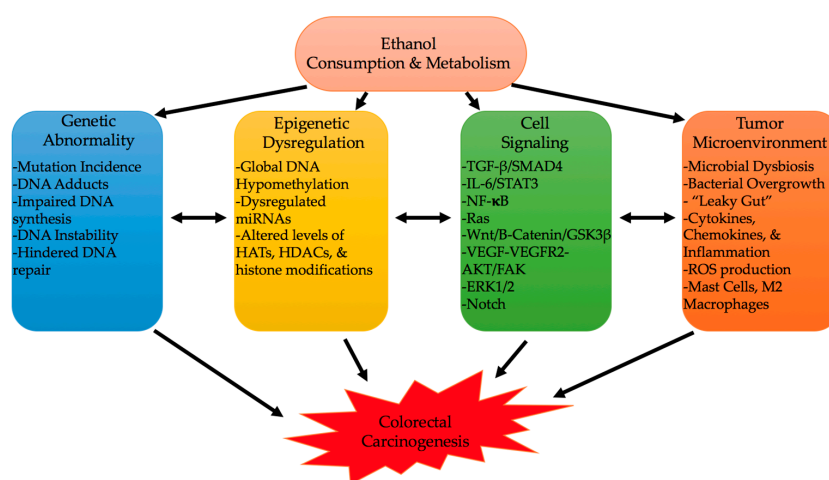 Ethanol
Consumption & Metabolism
Genetic
Abnormality
-Mutation Incidence
-DNA Adducts
-Impaired DNA
synthesis
-DNA Instability
-Hindered DNA
repair
Epigenetic
Dysregulation
-Global DNA
Hypomethylation
-Dysregulated
miRNAs
-Altered levels of
HATs, HDACs, &
histone modifications
Cell
Signaling
-TGF-β/SMAD4
-IL-6/STAT3
-NF-κB
-Ras
-Wnt/B-Catenin/GSK3β
-VEGF-VEGFR2-
AKT/FAK
-ERK1/2
-Notch
Tumor
Microenvironment
-Microbial Dysbiosis
-Bacterial Overgrowth
- “Leaky Gut”
-Cytokines,
Chemokines, &
Inflammation
-ROS production
-Mast Cells, M2
Macrophages
Colorectal
Carcinogenesis